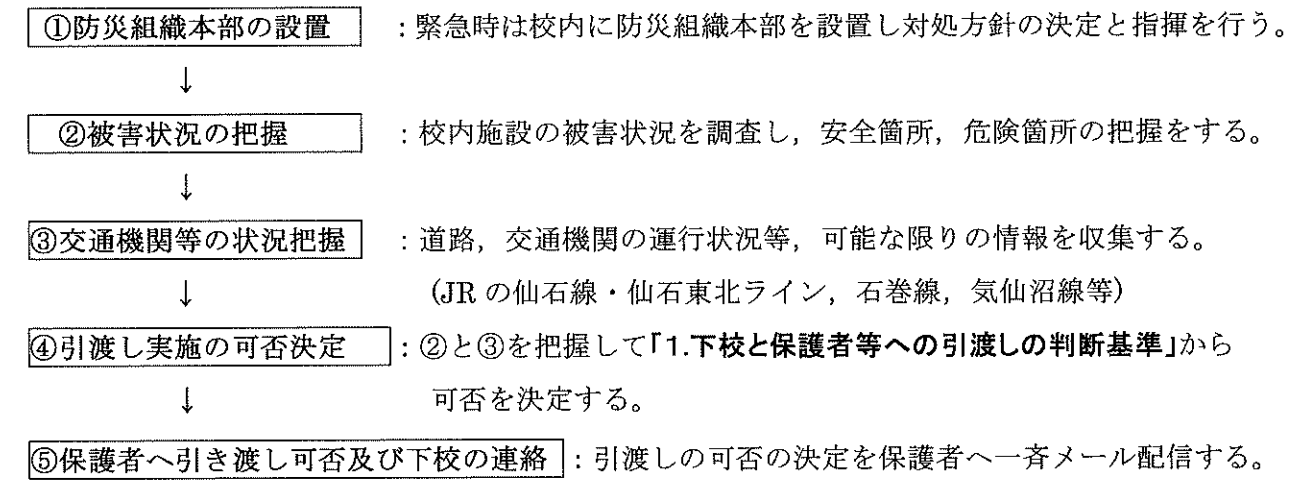 ①防災組織本部の設置 ：緊急時は校内に防災組織本部を設置し対処方針の決定と指揮を行う。
↓
②被害状況の把握 ：校内施設の被害状況を調査し，安全箇所，危険箇所の把握をする。
↓
③交通機関等の状況把握 ：道路，交通機関の運行状況等，可能な限りの情報を収集する。
↓ (JR の仙石線・仙石東北ライン，石巻線，気仙沼線等)
④引渡し実施の可否決定 ：②と③を把握して「1.下校と保護者等への引渡しの判断基準」から
↓ 可否を決定する。
⑤保護者へ引き渡し可否及び下校の連絡 ：引渡しの可否の決定を保護者へ一斉メール配信する。